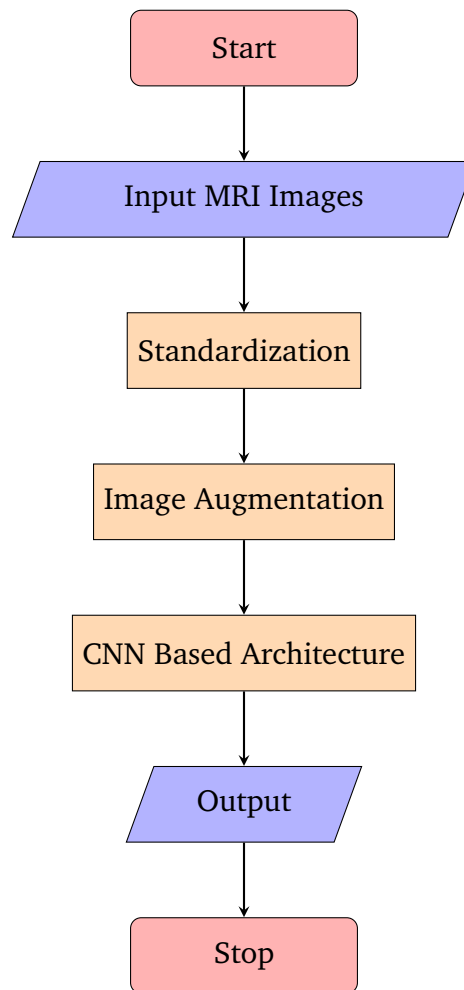 Start
Input MRI Images
Standardization
Image Augmentation
CNN Based Architecture
Output
Stop